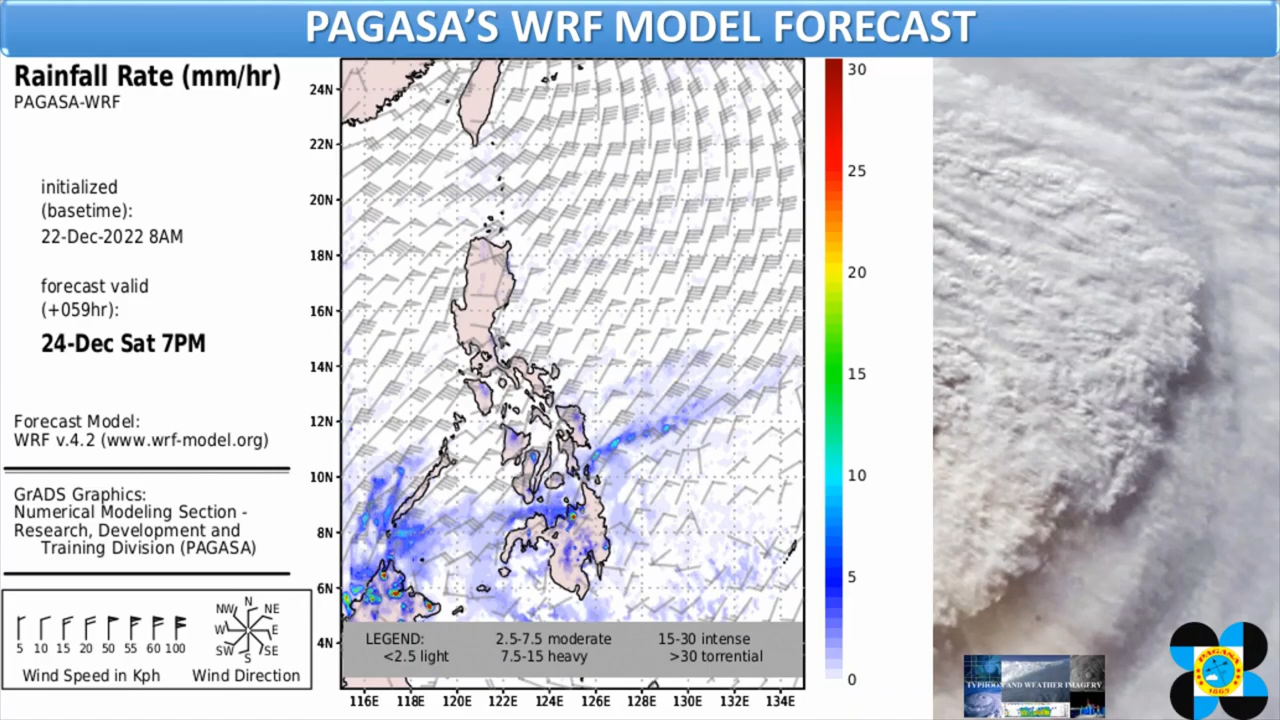 PAGASA'S WRF MODEL FORECAST
Rainfall Rate (mm/hr)
PAGASA-WRF
initialized
(basetime):
22-Dec-2022 8AM
forecast valid
(+059hr):
24-Dec Sat 7PM
Forecast Model:
WRF v.4.2 (www.wrf-model.org)
GrADS Graphics:
Numerical Modeling Section -
Research, Development and
Training Division (PAGASA)
5 10 15 20 50 55 60 100
Wind Speed in Kph
N
NW NE
W E
SW SE
S
Wind Direction
24N
22N
20N
18N
16N
14N
12N
10N
8N
6N
4N
LEGEND: 2.5-7.5 moderate 15-30 intense
<2.5 light 7.5-15 heavy >30 torrential
116E 118E 120E 122E 124E 126E 128E 130E 132E 134E
30
25
20
15
10
5
0
TYPHOON AND WEATHER IMAGERY
PAGASA
1865